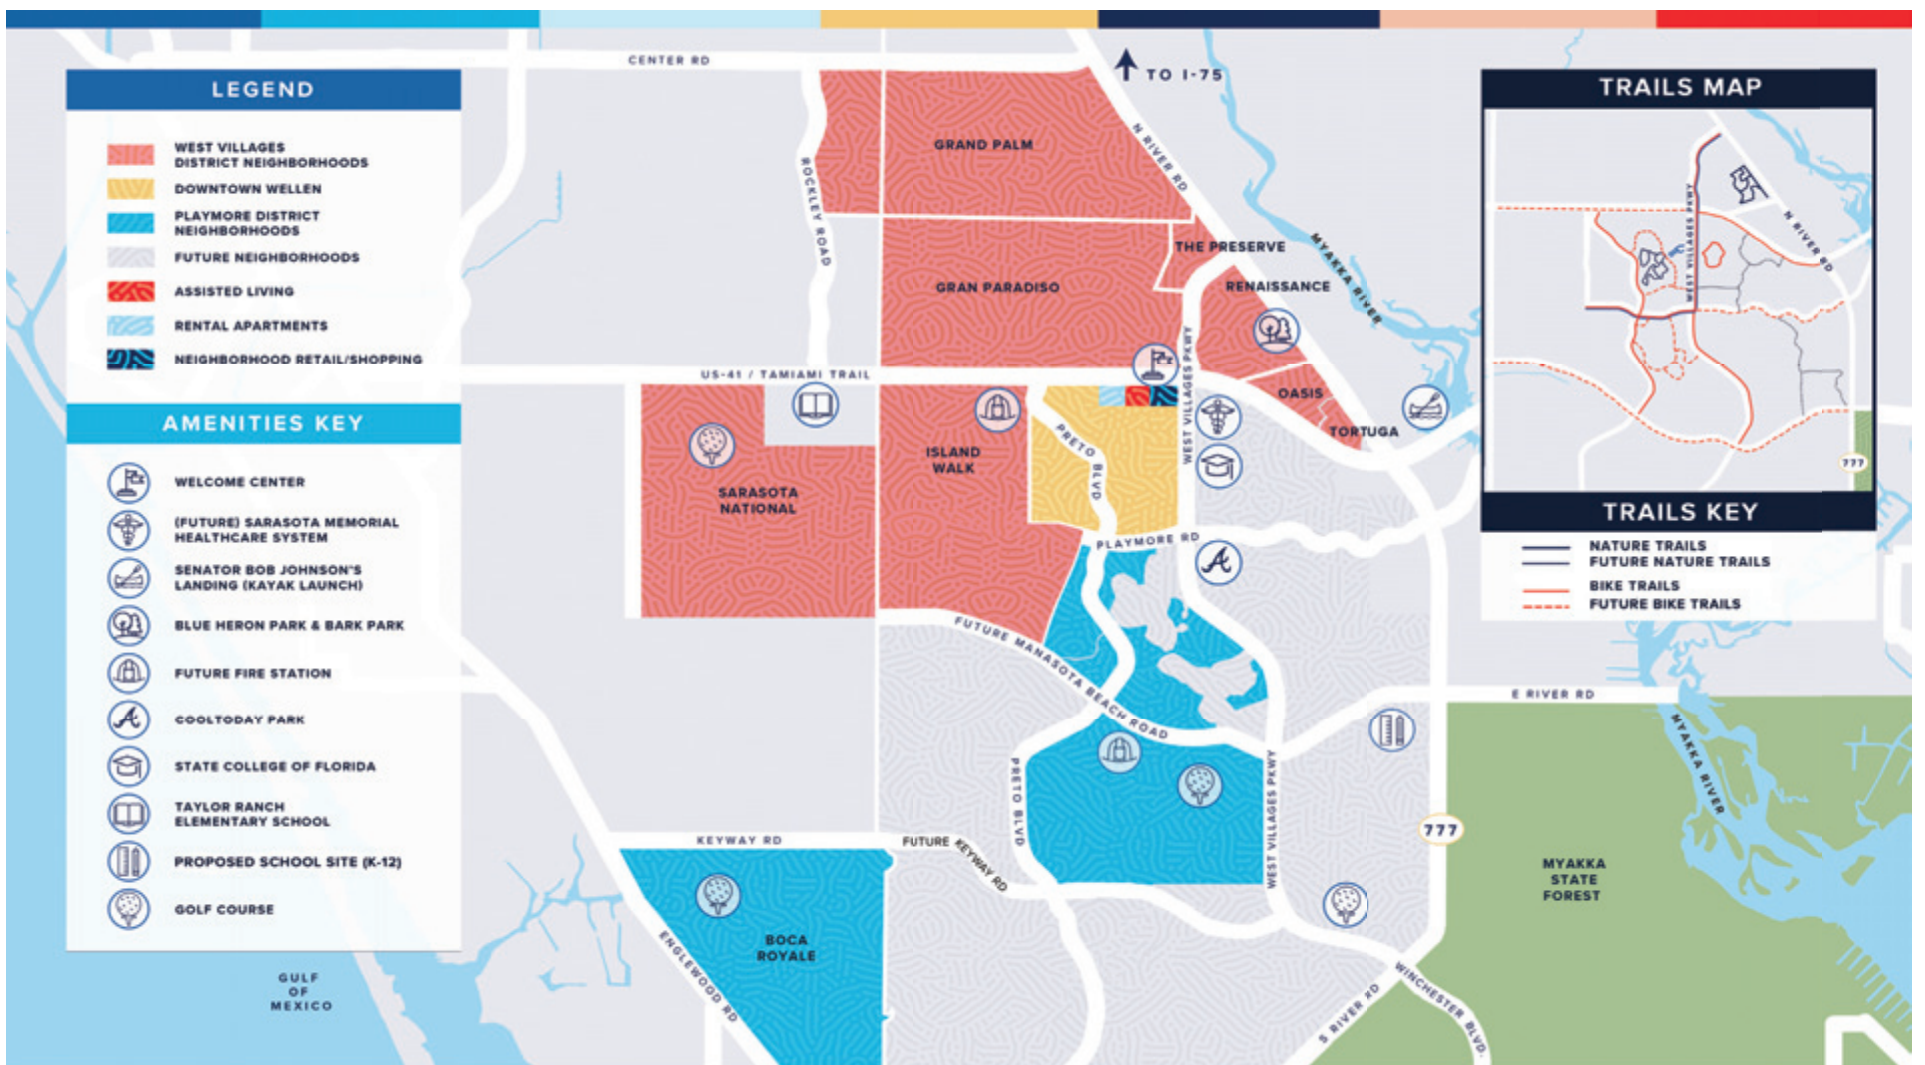 LEGEND
WEST VILLAGES
DISTRICT NEIGHBORHOODS
DOWNTOWN WELLEN
PLAYMORE DISTRICT
NEIGHBORHOODS
FUTURE NEIGHBORHOODS
ASSISTED LIVING
RENTAL APARTMENTS
NEIGHBORHOOD RETAIL/SHOPPING
AMENITIES KEY
WELCOME CENTER
(FUTURE) SARASOTA MEMORIAL
HEALTHCARE SYSTEM
SENATOR BOB JOHNSON'S
LANDING (KAYAK LAUNCH)
BLUE HERON PARK & BARK PARK
FUTURE FIRE STATION
COOLTODAY PARK
STATE COLLEGE OF FLORIDA
TAYLOR RANCH
ELEMENTARY SCHOOL
PROPOSED SCHOOL SITE (K-12)
GOLF COURSE
GULF
OF
MEXICO
CENTER RD
TO I-75
GRAND PALM
N RIVER RD
ROCKLEY ROAD
THE PRESERVE
MYAKKA RIVER
GRAN PARADISO
RENAISSANCE
WEST VILLAGES PKWY
US-41 / TAMIAMI TRAIL
OASIS
TORTUGA
PRETO BLVD
ISLAND
WALK
SARASOTA
NATIONAL
PLAYMORE RD
A
FUTURE MANASOTA BEACH ROAD
E RIVER RD
MYAKKA RIVER
PRETO BLVD
WEST VILLAGES PKWY
777
KEYWAY RD
FUTURE KEYWAY RD
MYAKKA
STATE
FOREST
BOCA
ROYALE
ENGLEWOOD RD
WINCHESTER BLVD.
S RIVER RD
TRAILS MAP
WEST VILLAGES PKWY
N RIVER RD
777
TRAILS KEY
NATURE TRAILS
FUTURE NATURE TRAILS
BIKE TRAILS
FUTURE BIKE TRAILS